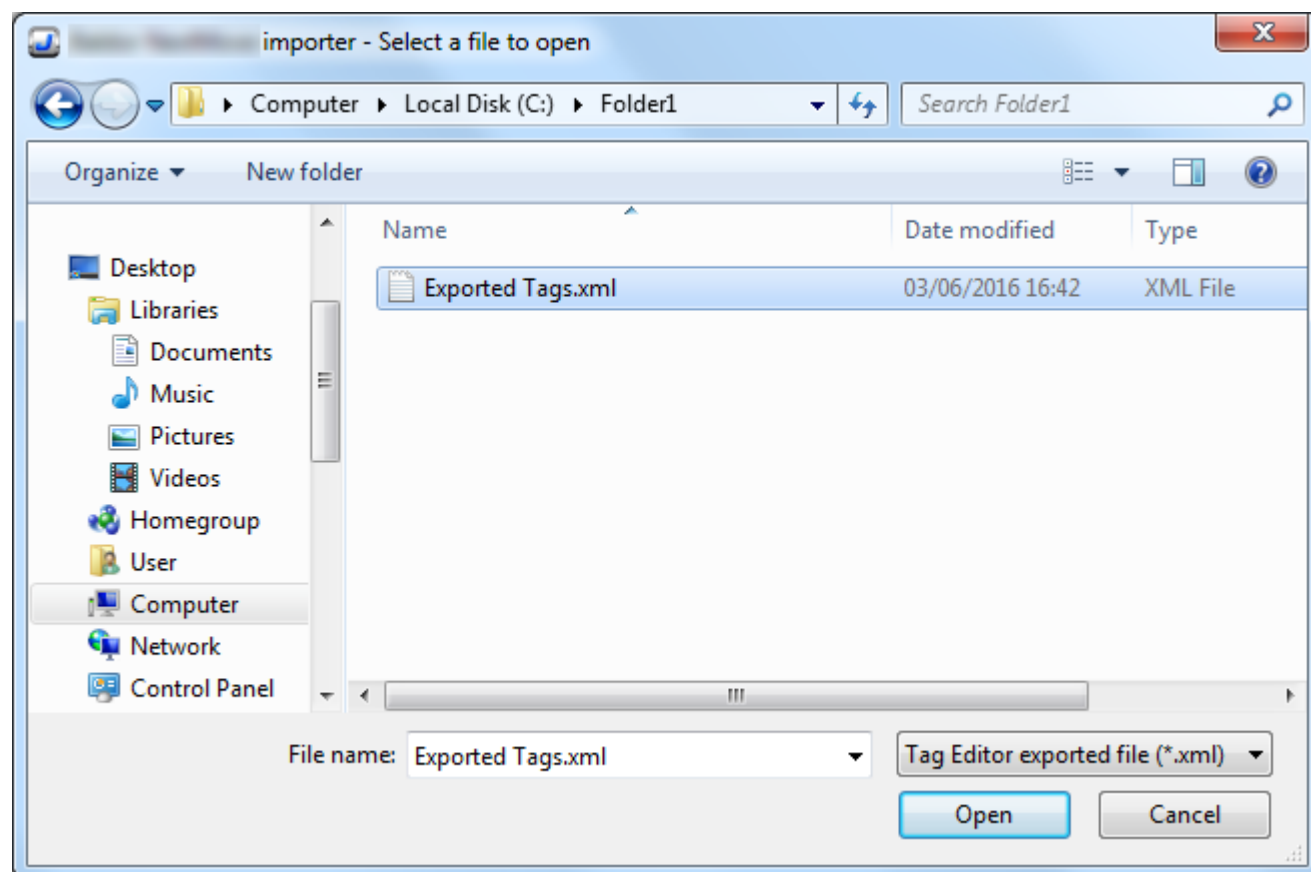 importer - Select a file to open
Computer Local Disk (C:) Folder1 Search Folder1
Organize New folder
Name Date modified Type
Desktop
Exported Tags.xml 03/06/2016 16:42 XML File
Libraries
Documents
Music
Pictures
Videos
Homegroup
User
Computer
Network
Control Panel
File name: Exported Tags.xml Tag Editor exported file (*.xml)
Open Cancel